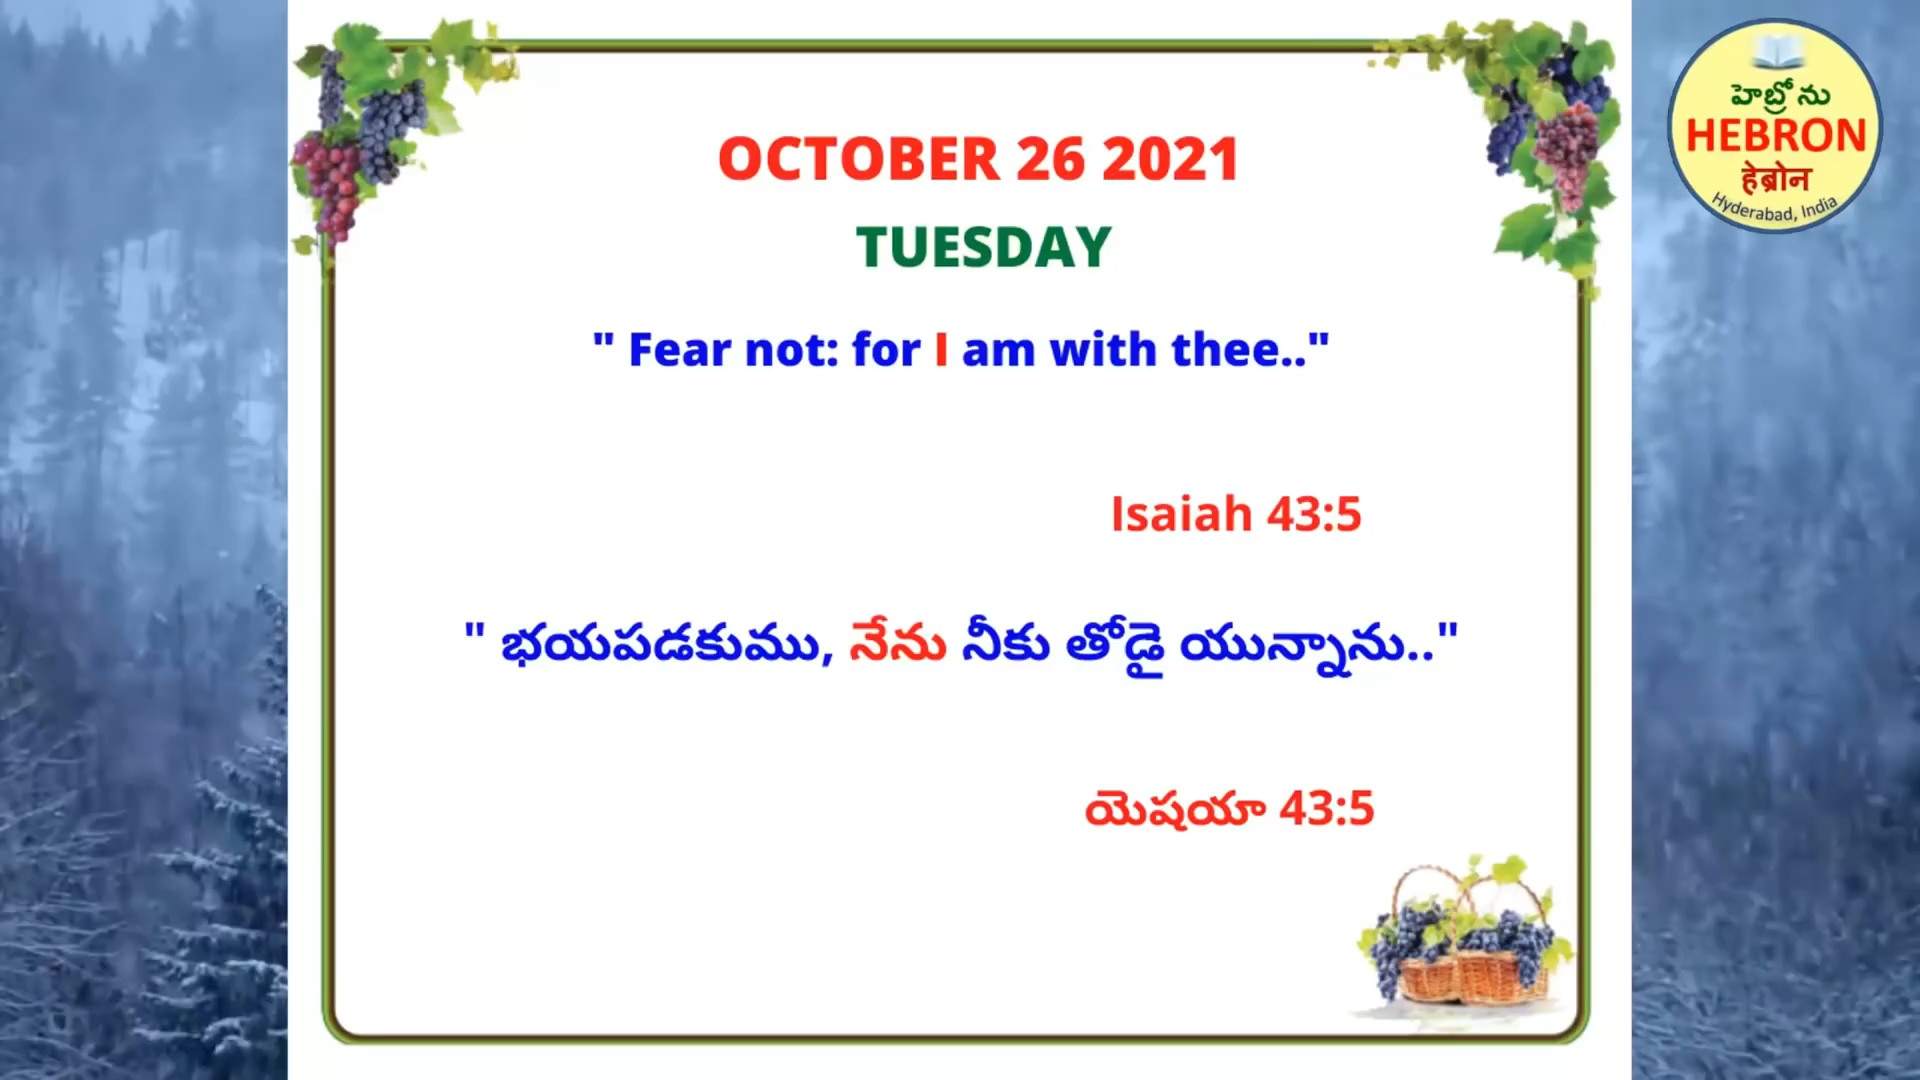 హెబ్రోను
HEBRON
हेब्रोन
Hyderabad, India
OCTOBER 26 2021
TUESDAY
" Fear not: for I am with thee.."
Isaiah 43:5
" భయపడకుము, నేను నీకు తోడై యున్నాను.."
యెషయా 43:5